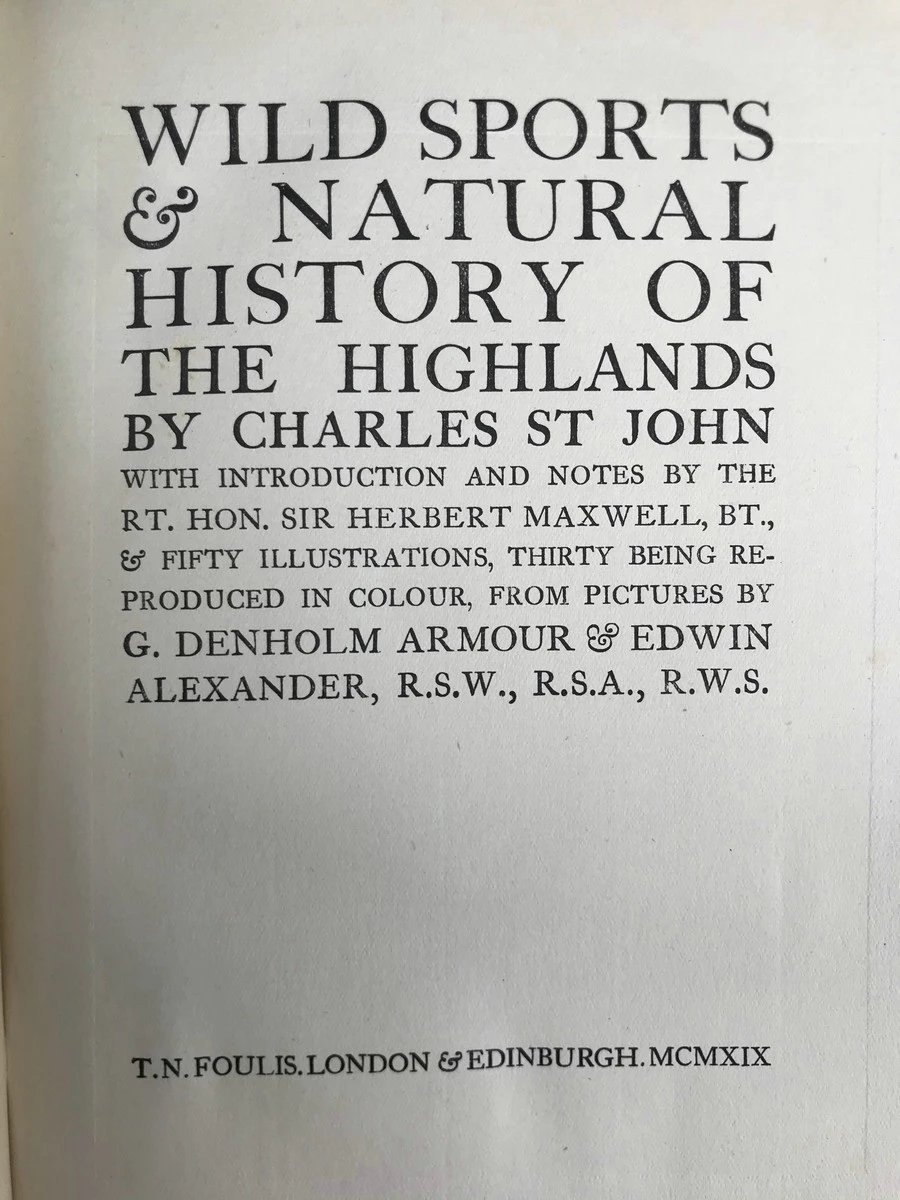 WILD SPORTS
& NATURAL
HISTORY OF
THE HIGHLANDS
BY CHARLES ST JOHN
WITH INTRODUCTION AND NOTES BY THE
RT. HON. SIR HERBERT MAXWELL, BT.,
& FIFTY ILLUSTRATIONS, THIRTY BEING RE-
PRODUCED IN COLOUR, FROM PICTURES BY
G. DENHOLM ARMOUR & EDWIN
ALEXANDER, R.S.W., R.S.A., R.W.S.
T.N. FOULIS. LONDON & EDINBURGH. MCMXIX